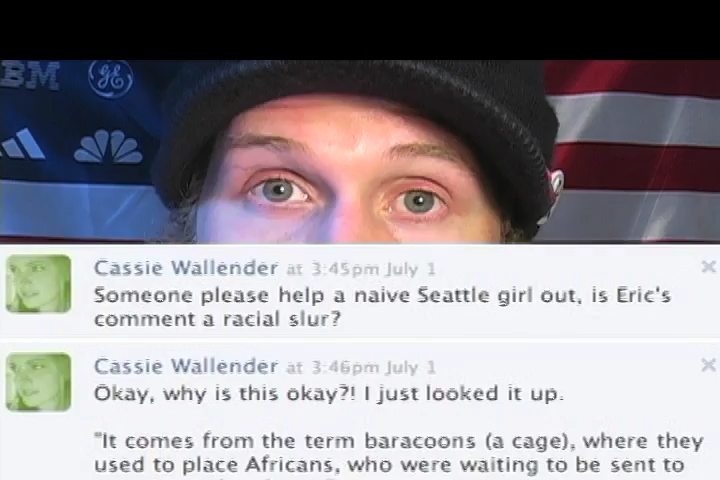 IBM
GE
Cassie Wallender at 3:45pm July 1
Someone please help a naive Seattle girl out, is Eric's
comment a racial slur?
Cassie Wallender at 3:46pm July 1
Okay, why is this okay?! I just looked it up.
"It comes from the term baracoons (a cage), where they
used to place Africans, who were waiting to be sent to